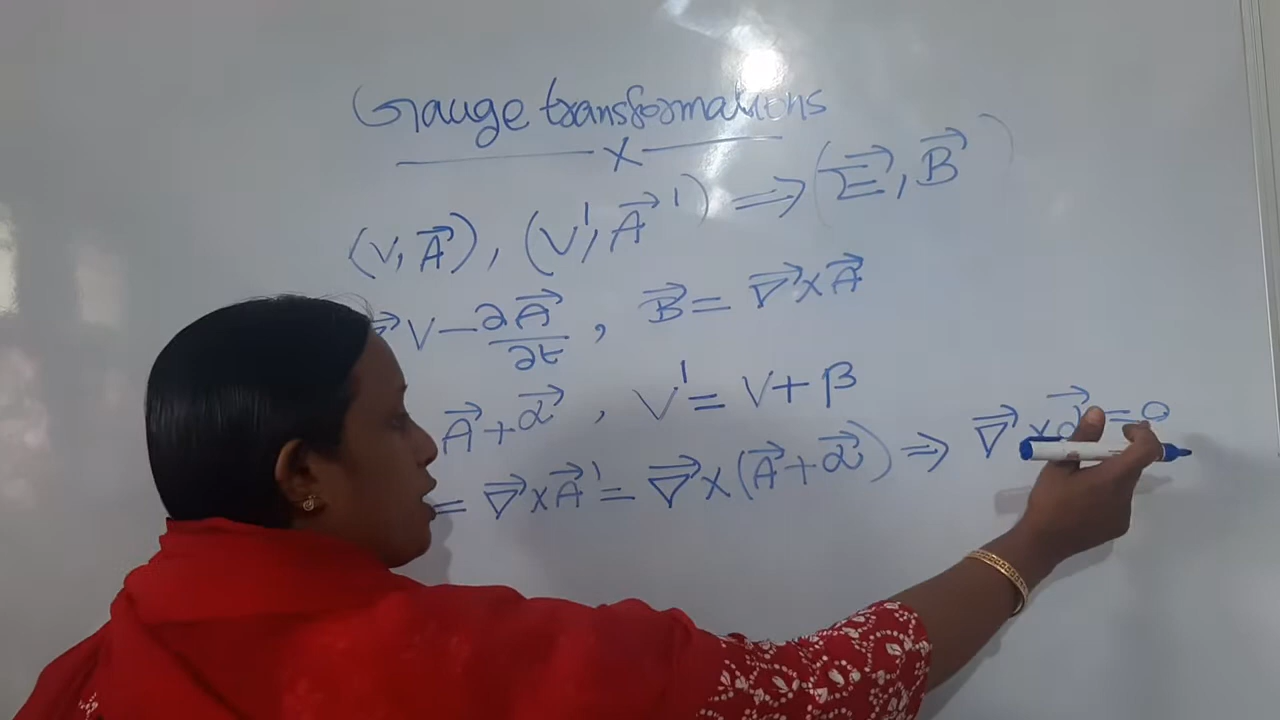 Gauge transformations
x
(V, A⃗), (V', A⃗') ⟹ (E⃗, B⃗)
V − ∂A⃗/∂t, B⃗ = ∇⃗ × A⃗
A⃗ + α⃗, V' = V + β
= ∇⃗ × A⃗' = ∇⃗ × (A⃗ + α⃗) ⟹ ∇⃗ × α⃗ = 0